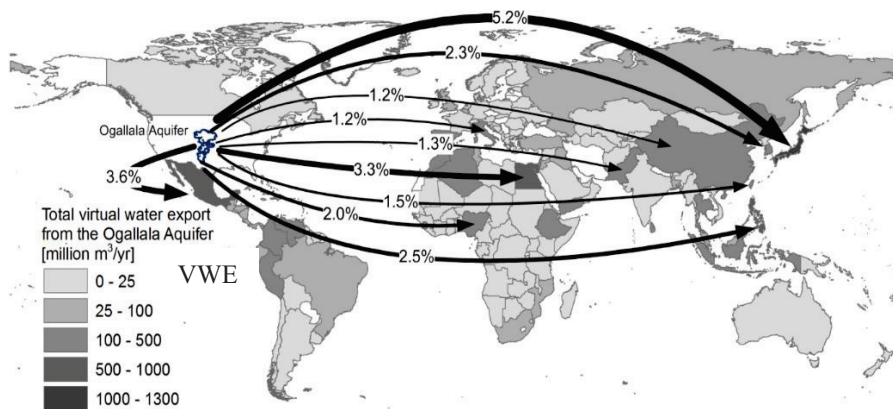 5.2%
2.3%
1.2%
Ogallala Aquifer
1.2%
1.3%
3.3%
3.6%
1.5%
2.0%
2.5%
Total virtual water export
from the Ogallala Aquifer
[million m³/yr]
VWE
0 - 25
25 - 100
100 - 500
500 - 1000
1000 - 1300